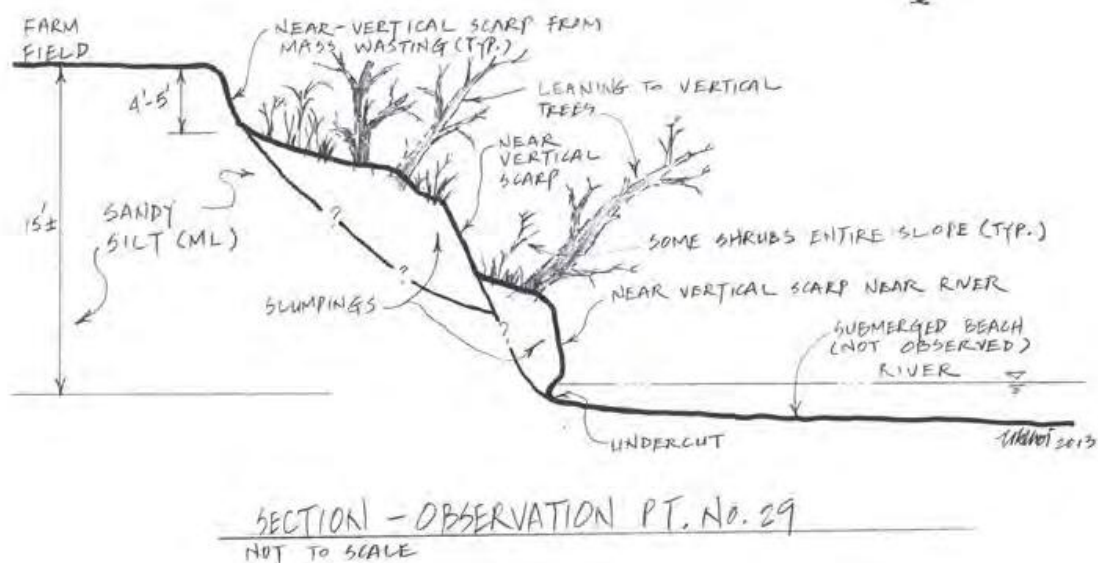 FARM
FIELD
NEAR-VERTICAL SCARP FROM
MASS WASTING (TYP.)
4'-5'
LEANING TO VERTICAL
TREES
NEAR
VERTICAL
SCARP
15'±
SANDY
SILT (ML)
?
?
?
SOME SHRUBS ENTIRE SLOPE (TYP.)
SLUMPINGS
NEAR VERTICAL SCARP NEAR RIVER
SUBMERGED BEACH
(NOT OBSERVED)
RIVER
UNDERCUT
2013
SECTION - OBSERVATION PT. NO. 29
NOT TO SCALE